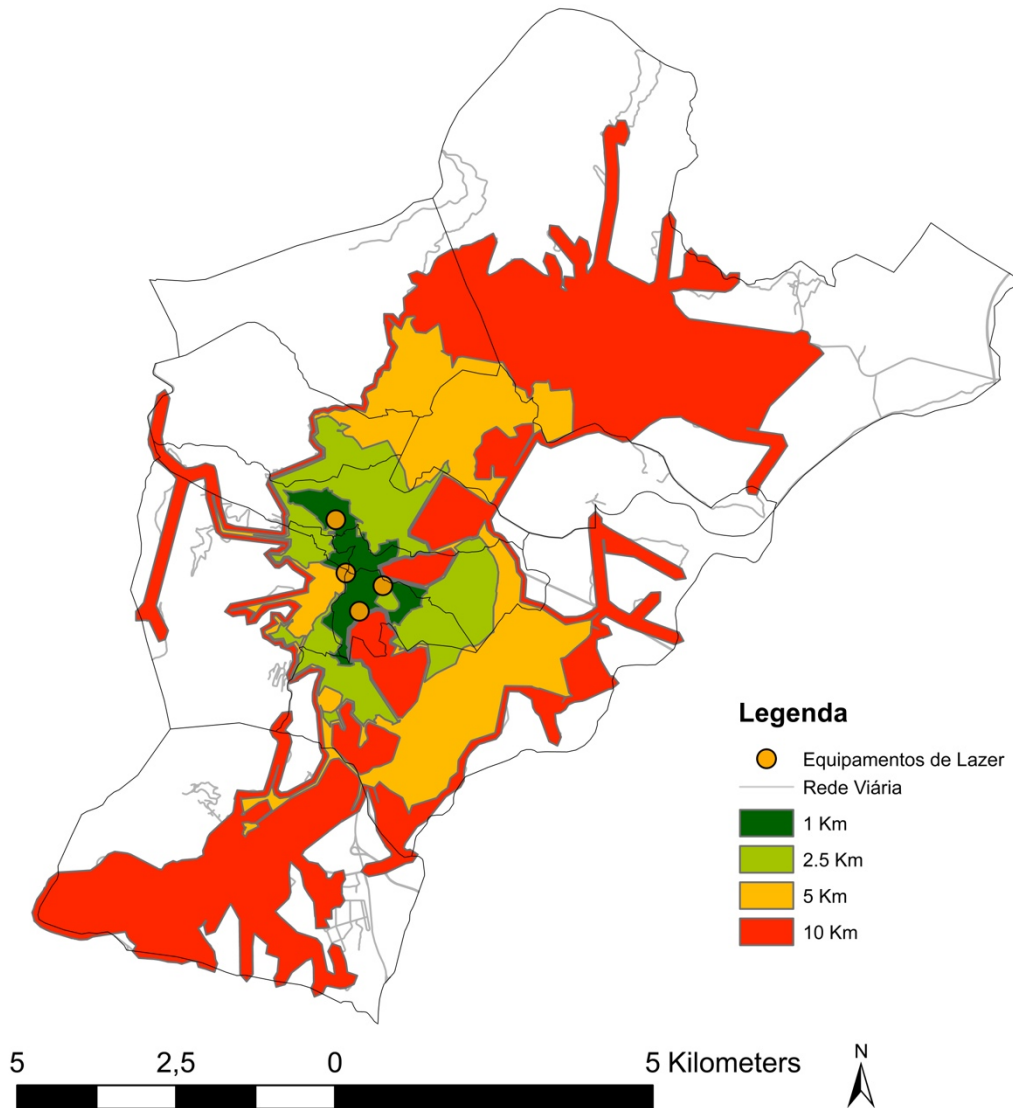 Legenda
Equipamentos de Lazer
Rede Viária
1 Km
2.5 Km
5 Km
10 Km
5 2,5 0 5 Kilometers
N